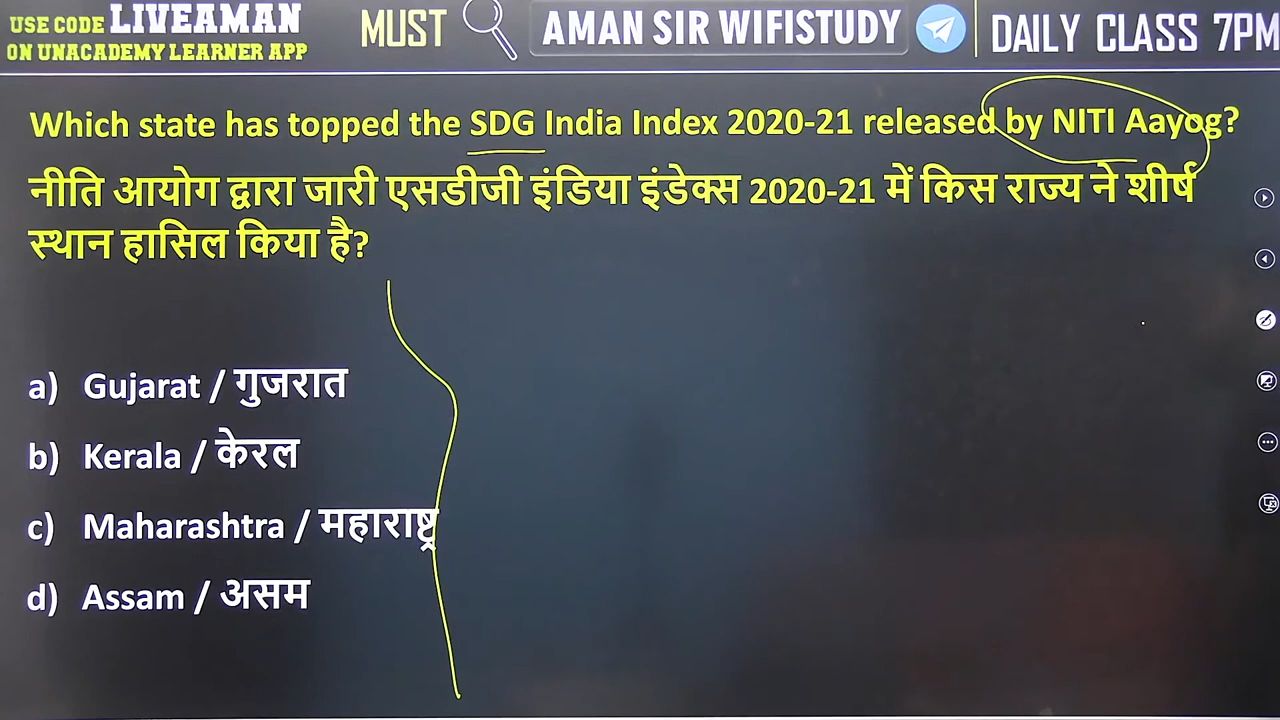 USE CODE LIVEAMAN
ON UNACADEMY LEARNER APP
MUST
AMAN SIR WIFISTUDY
DAILY CLASS 7PM
Which state has topped the SDG India Index 2020-21 released by NITI Aayog?
नीति आयोग द्वारा जारी एसडीजी इंडिया इंडेक्स 2020-21 में किस राज्य ने शीर्ष
स्थान हासिल किया है?
a) Gujarat / गुजरात
b) Kerala / केरल
c) Maharashtra / महाराष्ट्र
d) Assam / असम